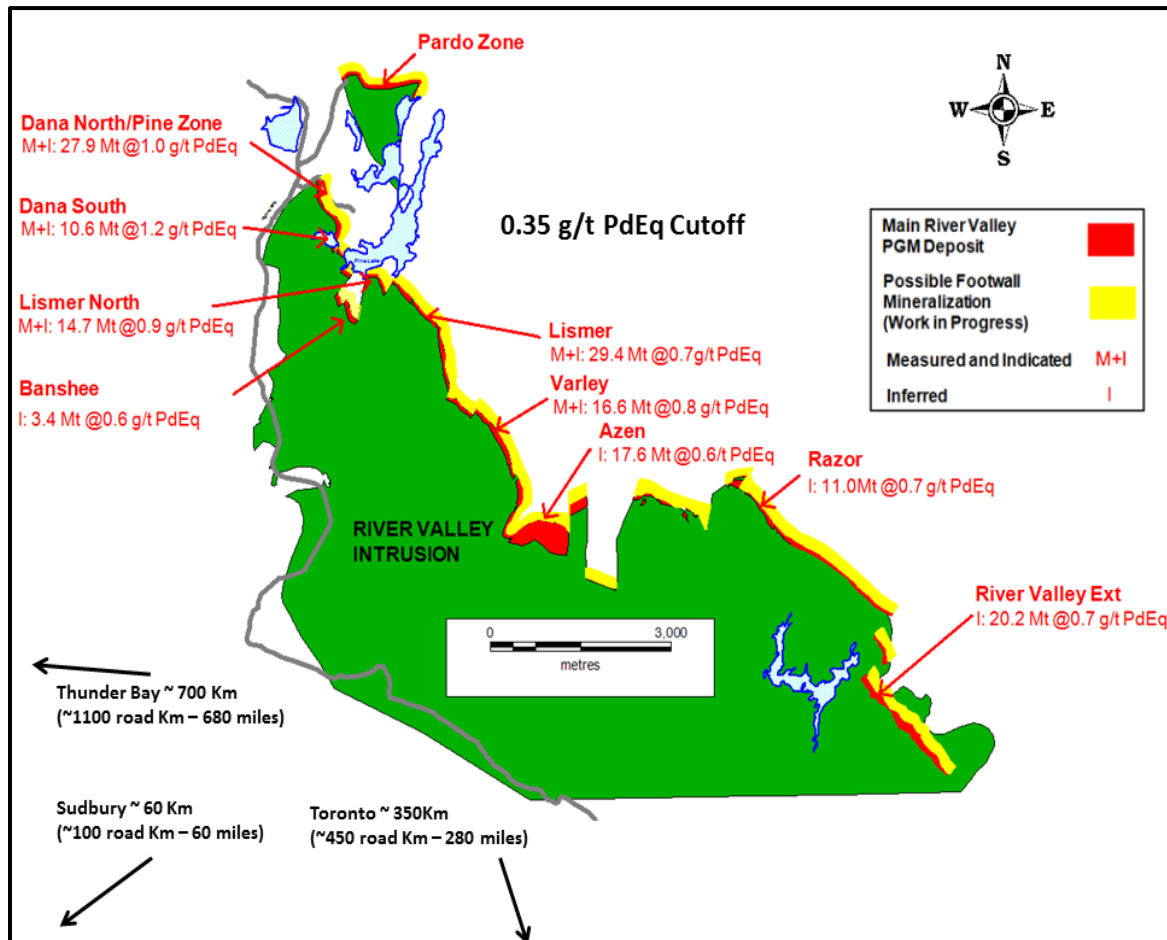 Pardo Zone
N
W
E
S
Dana North/Pine Zone
M+I: 27.9 Mt @1.0 g/t PdEq
Dana South
M+I: 10.6 Mt @1.2 g/t PdEq
0.35 g/t PdEq Cutoff
Main River Valley
PGM Deposit
Possible Footwall
Mineralization
(Work in Progress)
Measured and Indicated M+I
Inferred I
Lismer North
M+I: 14.7 Mt @0.9 g/t PdEq
Banshee
I: 3.4 Mt @0.6 g/t PdEq
Lismer
M+I: 29.4 Mt @0.7g/t PdEq
Varley
M+I: 16.6 Mt @0.8 g/t PdEq
Azen
I: 17.6 Mt @0.6/t PdEq
Razor
I: 11.0Mt @0.7 g/t PdEq
RIVER VALLEY
INTRUSION
River Valley Ext
I: 20.2 Mt @0.7 g/t PdEq
0 3,000
metres
Thunder Bay ~ 700 Km
(~1100 road Km – 680 miles)
Sudbury ~ 60 Km
(~100 road Km – 60 miles)
Toronto ~ 350Km
(~450 road Km – 280 miles)